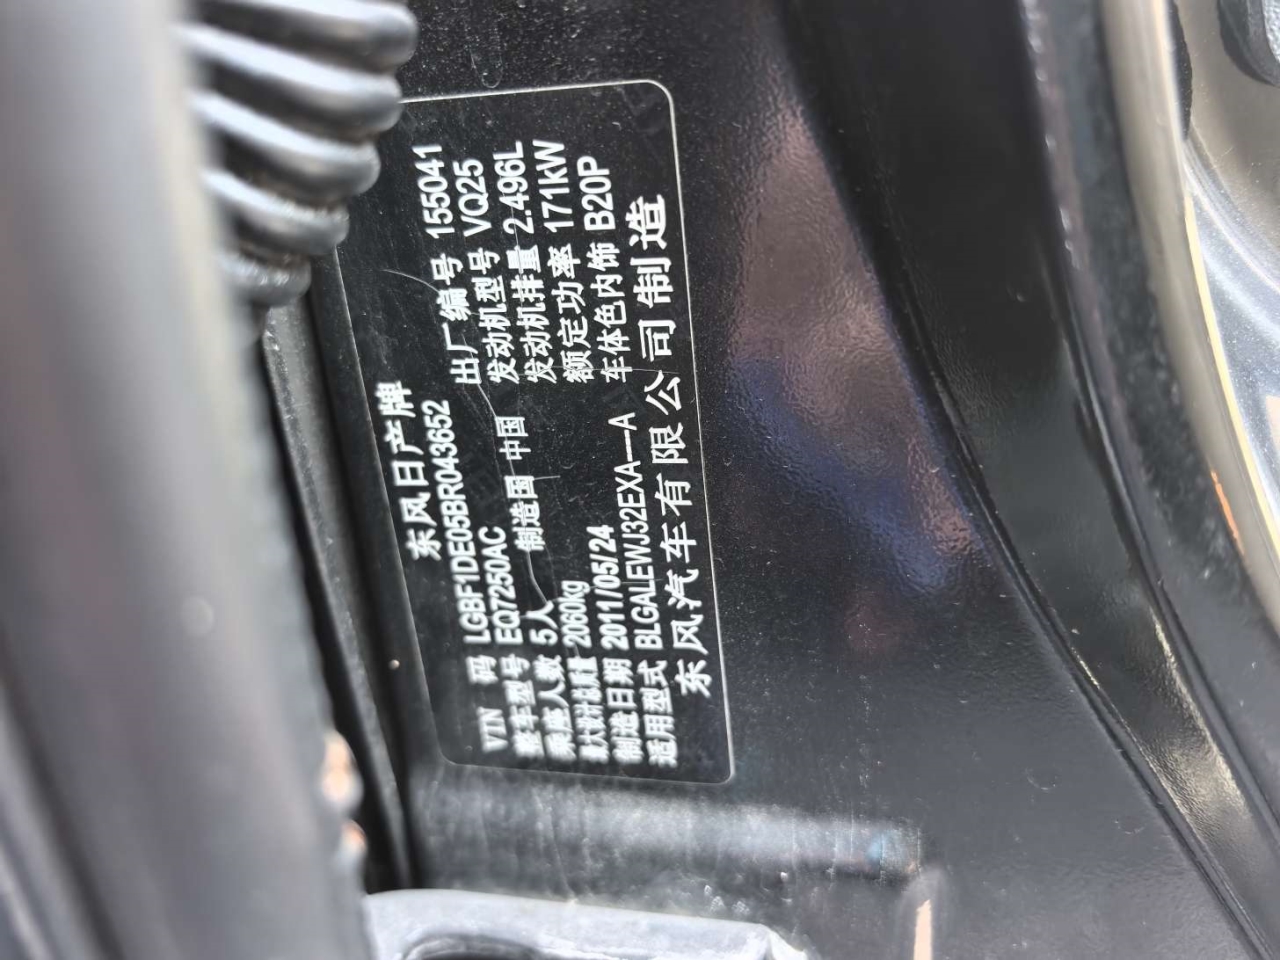 东风日产牌
VIN 码 LGBF1DE05BR043652 出厂编号 155041
整车型号 EQ7250AC 发动机型号 VQ25
乘座人数 5人 制造国 中国 发动机排量 2.496L
最大设计总质量 2060kg 额定功率 171kW
制造日期 2011/05/24 车体色内饰 B20P
适用型式 BLGALEWJ32EXA—A
东风汽车有限公司制造